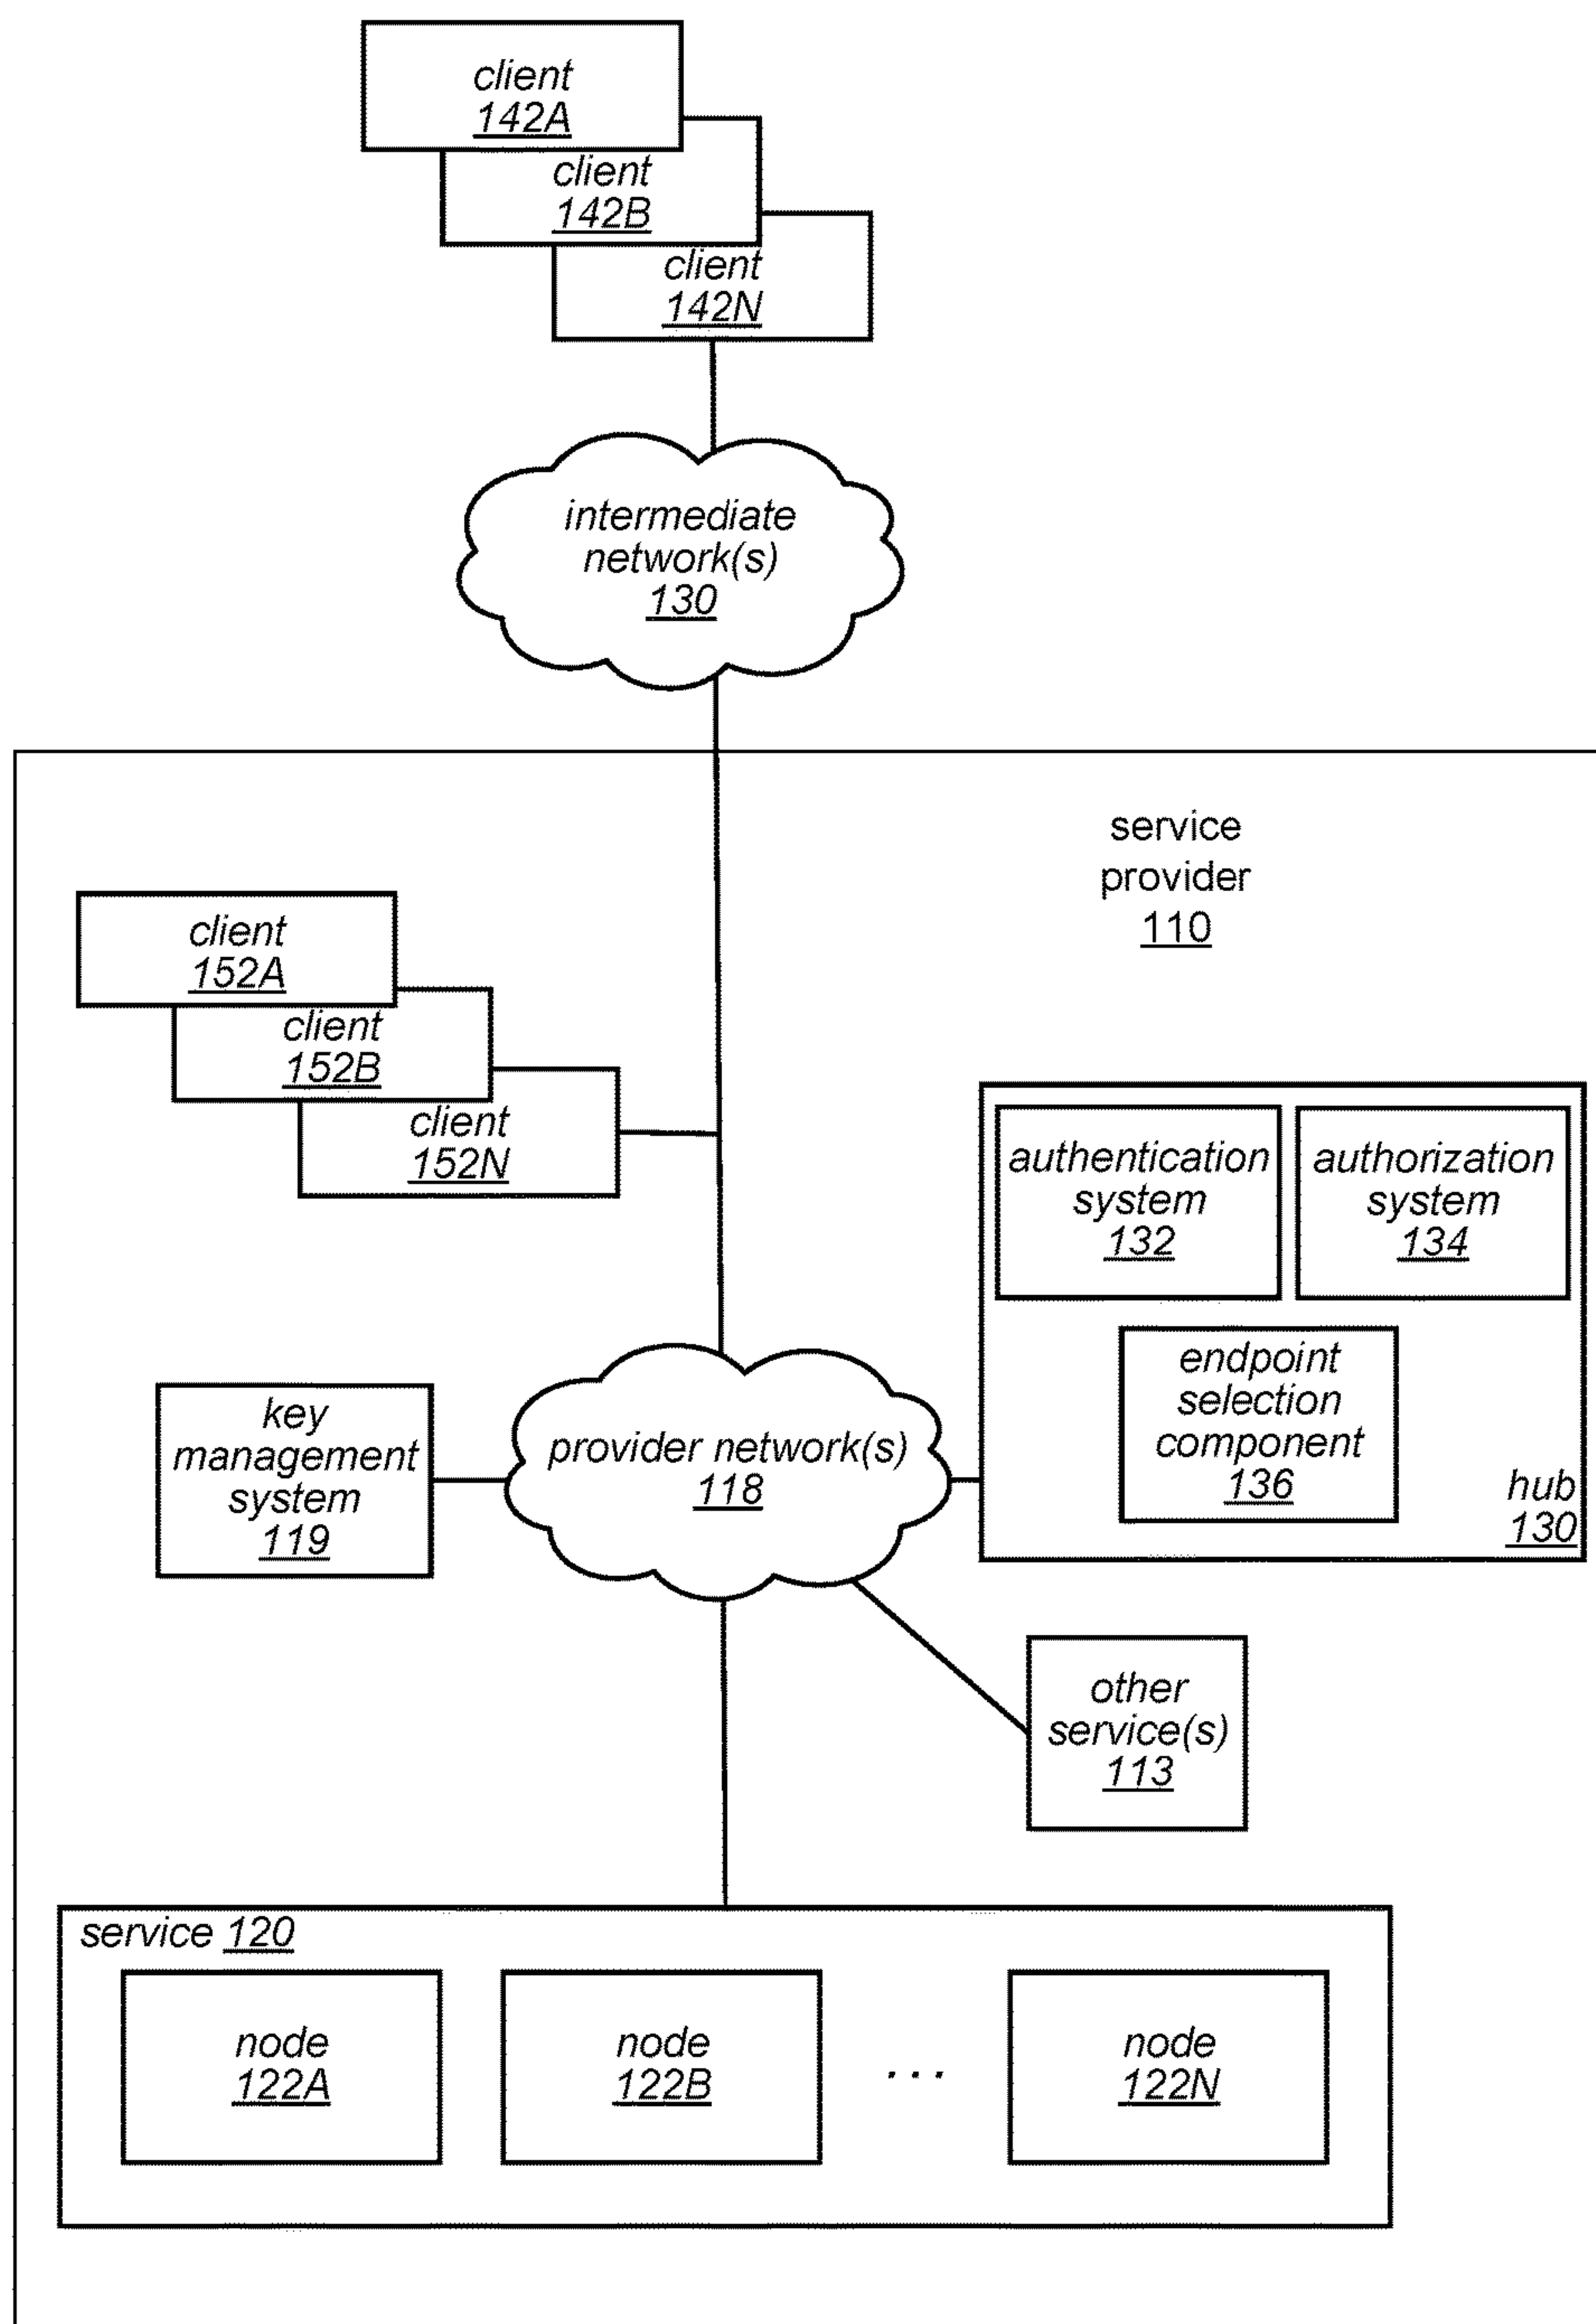 client
142A
client
142B
client
142N
intermediate
network(s)
130
service
provider
110
client
152A
client
152B
client
152N
authentication
system
132
authorization
system
134
endpoint
selection
component
136
hub
130
key
management
system
119
provider network(s)
118
other
service(s)
113
service 120
node
122A
node
122B
. . .
node
122N